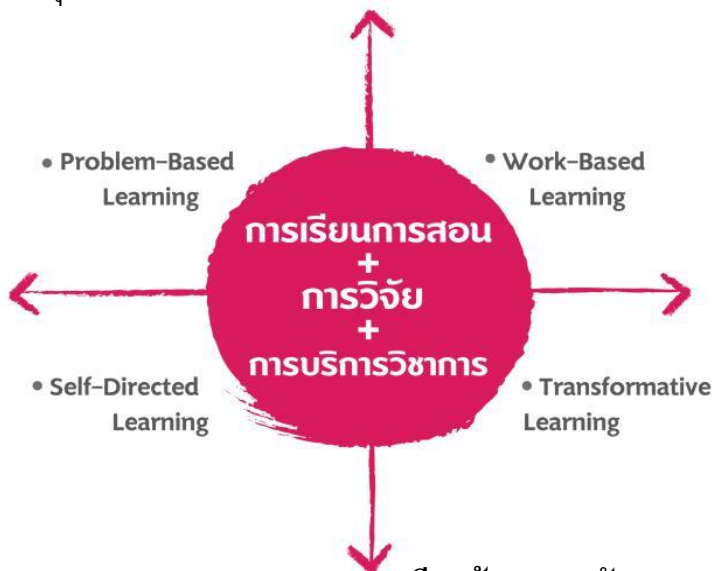 • Problem-Based
Learning
• Work-Based
Learning
การเรียนการสอน
+
การวิจัย
+
การบริการวิชาการ
• Self-Directed
Learning
• Transformative
Learning